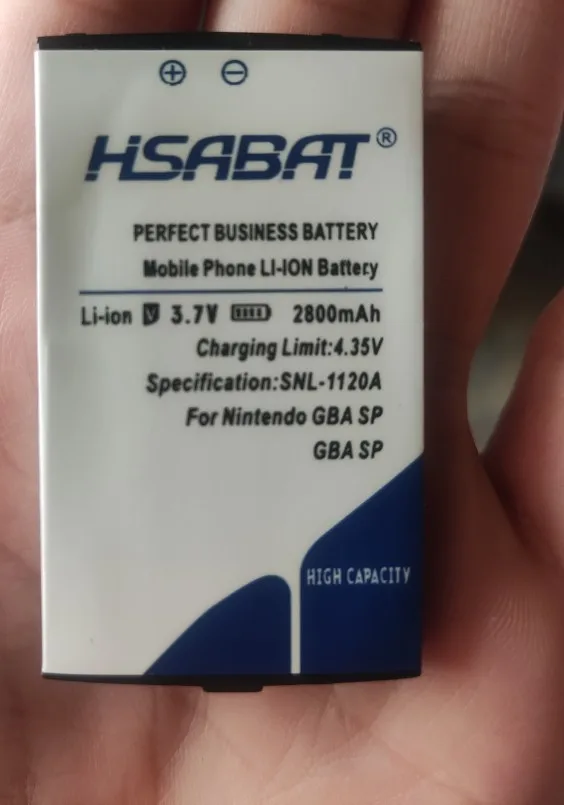 ⊕ ⊖
HSABAT®
PERFECT BUSINESS BATTERY
Mobile Phone LI-ION Battery
Li-ion V 3.7V 2800mAh
Charging Limit:4.35V
Specification:SNL-1120A
For Nintendo GBA SP
GBA SP
HIGH CAPACITY